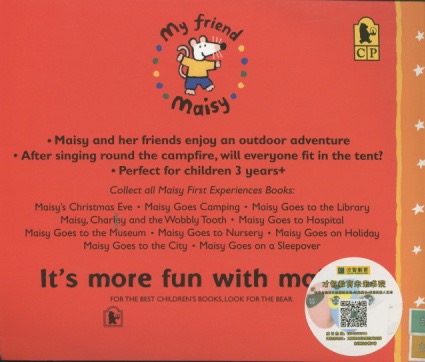 My friend
Maisy
C P
• Maisy and her friends enjoy an outdoor adventure
• After singing round the campfire, will everyone fit in the tent?
• Perfect for children 3 years+
Collect all Maisy First Experiences Books:
Maisy's Christmas Eve • Maisy Goes Camping • Maisy Goes to the Library
Maisy, Charley and the Wobbly Tooth • Maisy Goes to Hospital
Maisy Goes to the Museum • Maisy Goes to Nursery • Maisy Goes on Holiday
Maisy Goes to the City • Maisy Goes on a Sleepover
It's more fun with
FOR THE BEST CHILDREN'S BOOKS, LOOK FOR THE BEAR.